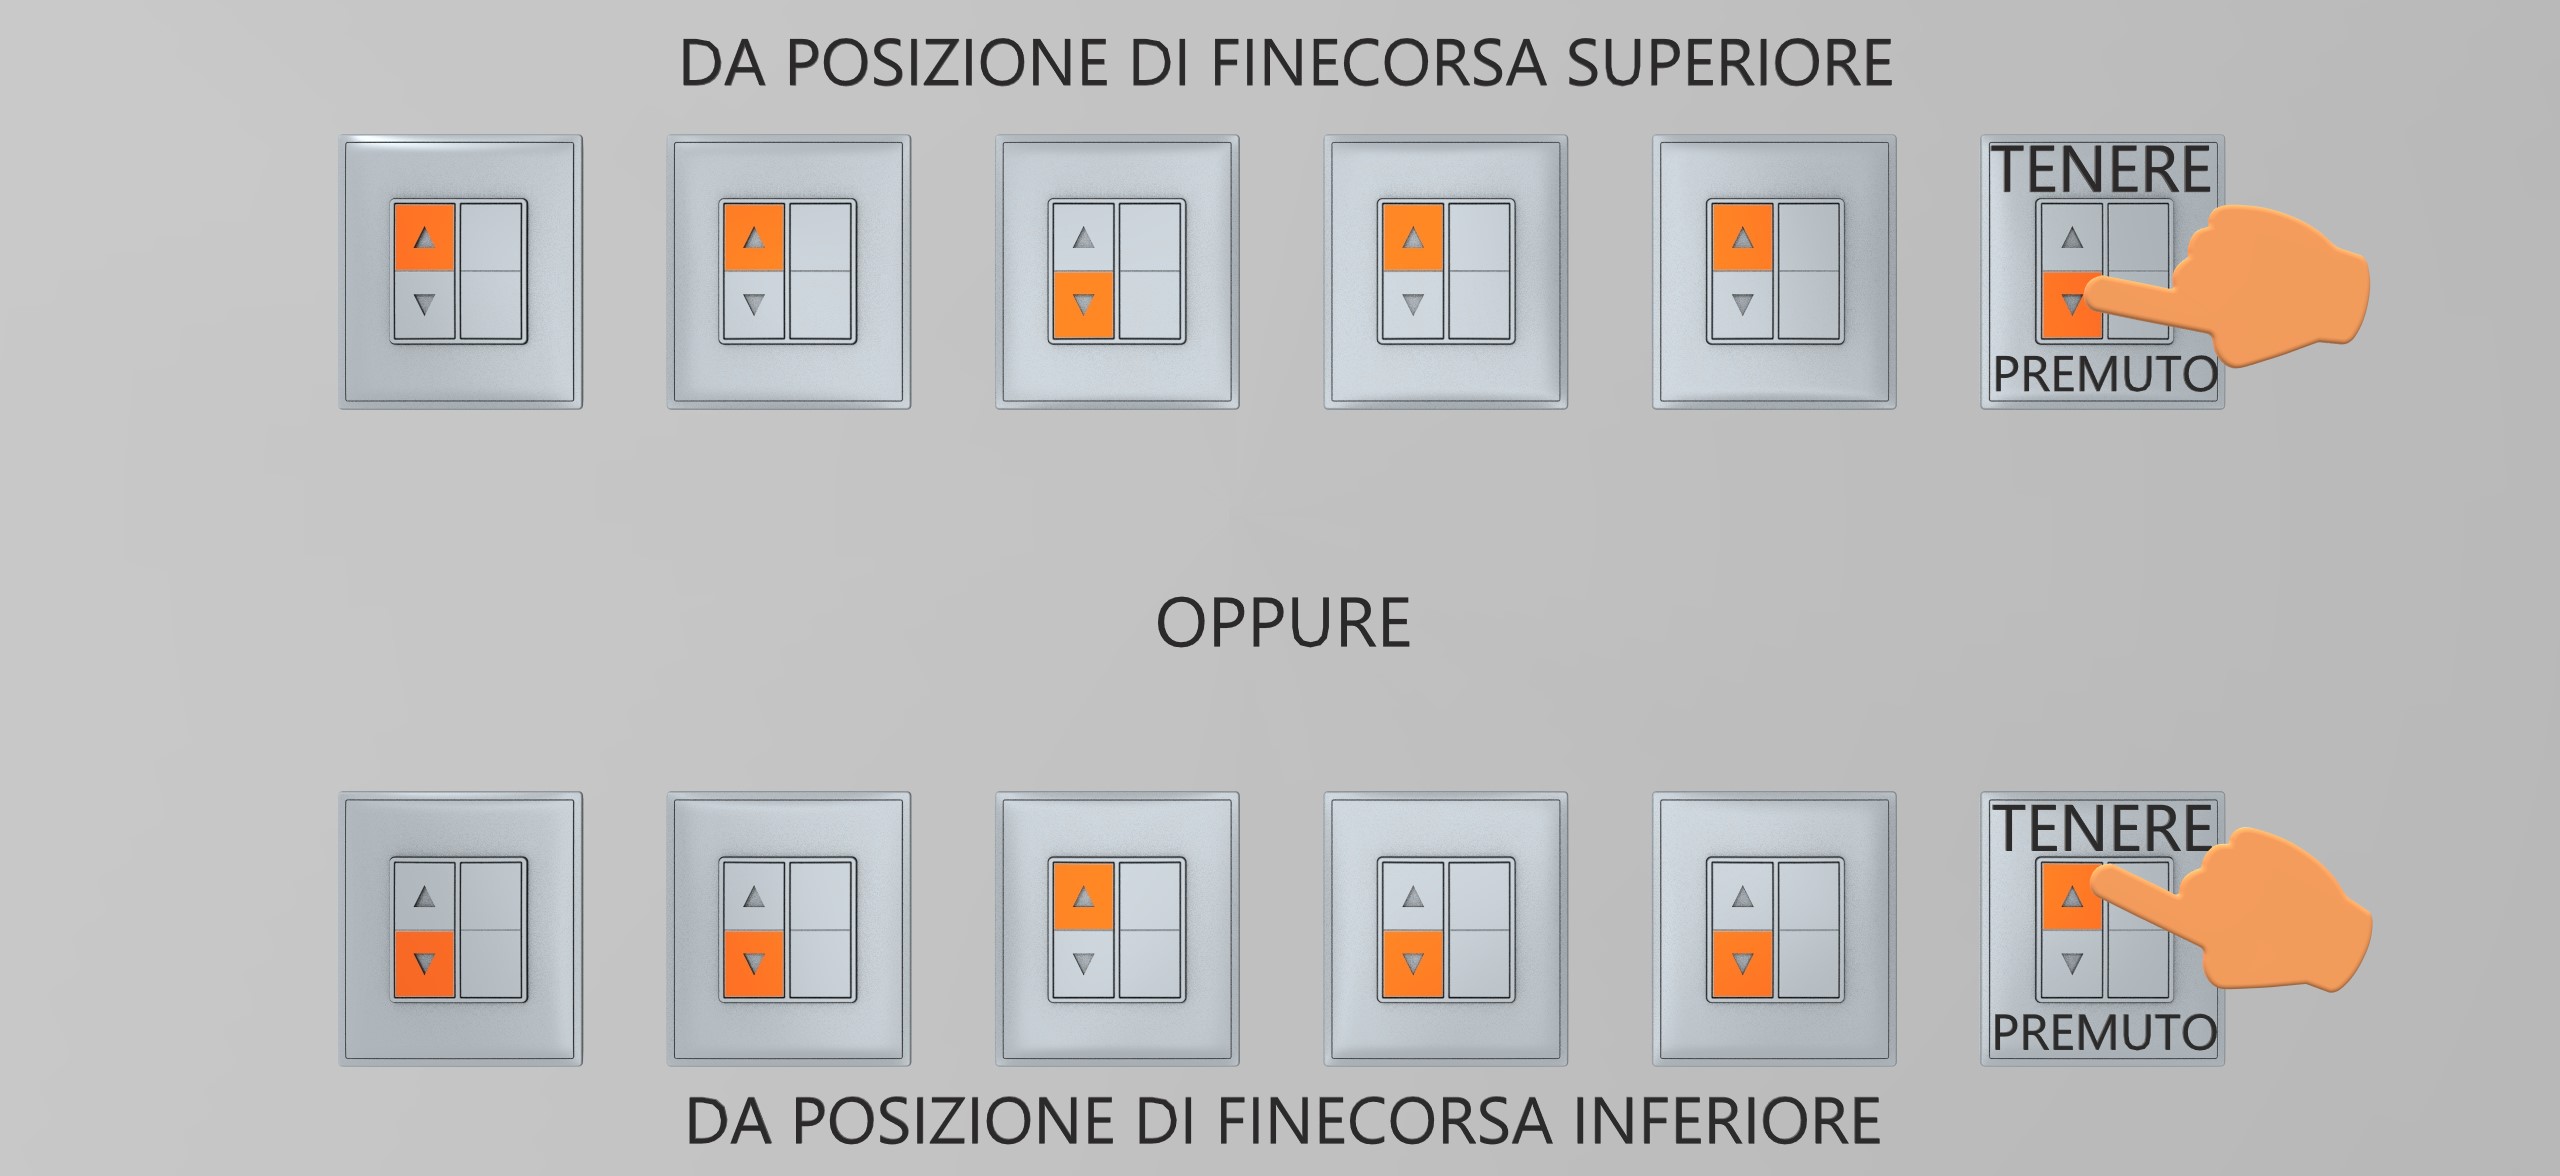 DA POSIZIONE DI FINECORSA SUPERIORE
TENERE
PREMUTO
OPPURE
TENERE
PREMUTO
DA POSIZIONE DI FINECORSA INFERIORE